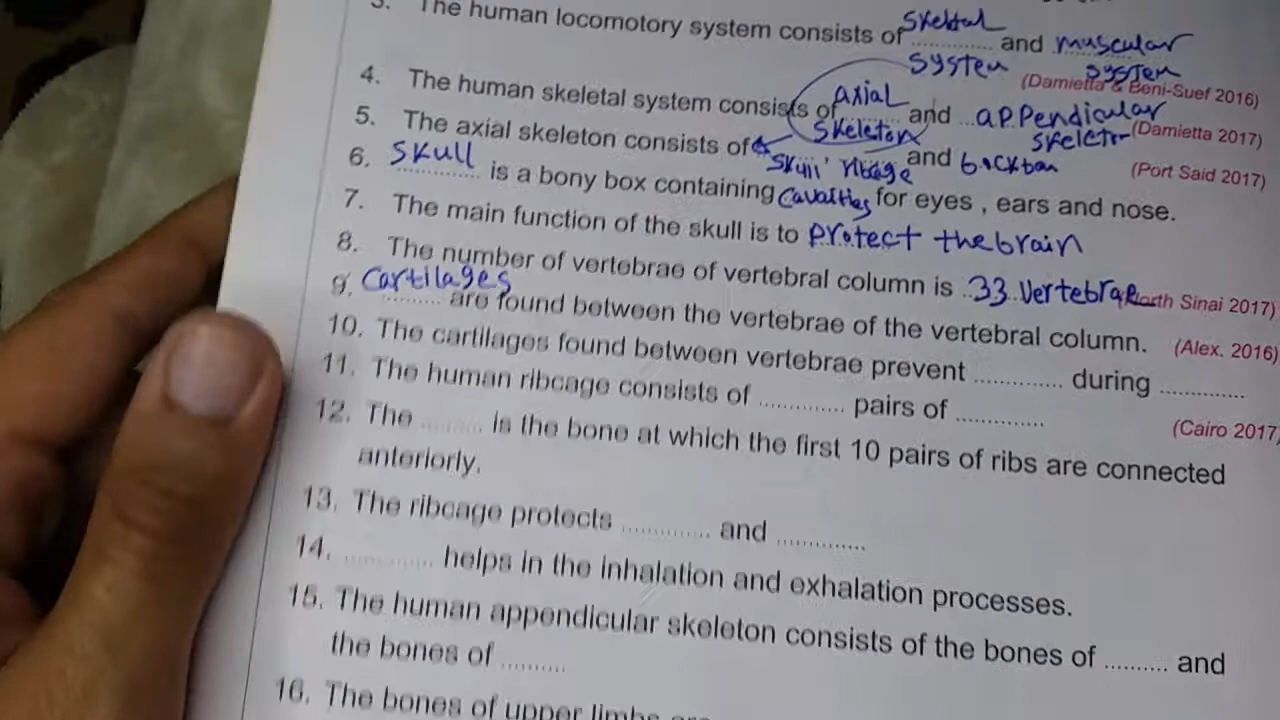 3. The human locomotory system consists of skeletal and muscular
system system
(Damietta & Beni-Suef 2016)
4. The human skeletal system consists of axial and appendicular
skeleton (Damietta 2017)
5. The axial skeleton consists of and
(Port Said 2017)
6. Skull is a bony box containing for eyes , ears and nose.
7. The main function of the skull is to protect the brain
8. The number of vertebrae of vertebral column is 33 vertebrae (North Sinai 2017)
9. Cartilages are found between the vertebrae of the vertebral column. (Alex. 2016)
10. The cartilages found between vertebrae prevent ............. during .............
11. The human ribcage consists of ............. pairs of .............
(Cairo 2017)
12. The ......... is the bone at which the first 10 pairs of ribs are connected
anteriorly.
13. The ribcage protects ............. and .............
14. ............. helps in the inhalation and exhalation processes.
15. The human appendicular skeleton consists of the bones of .......... and
the bones of ..........
16. The bones of upper limbs are